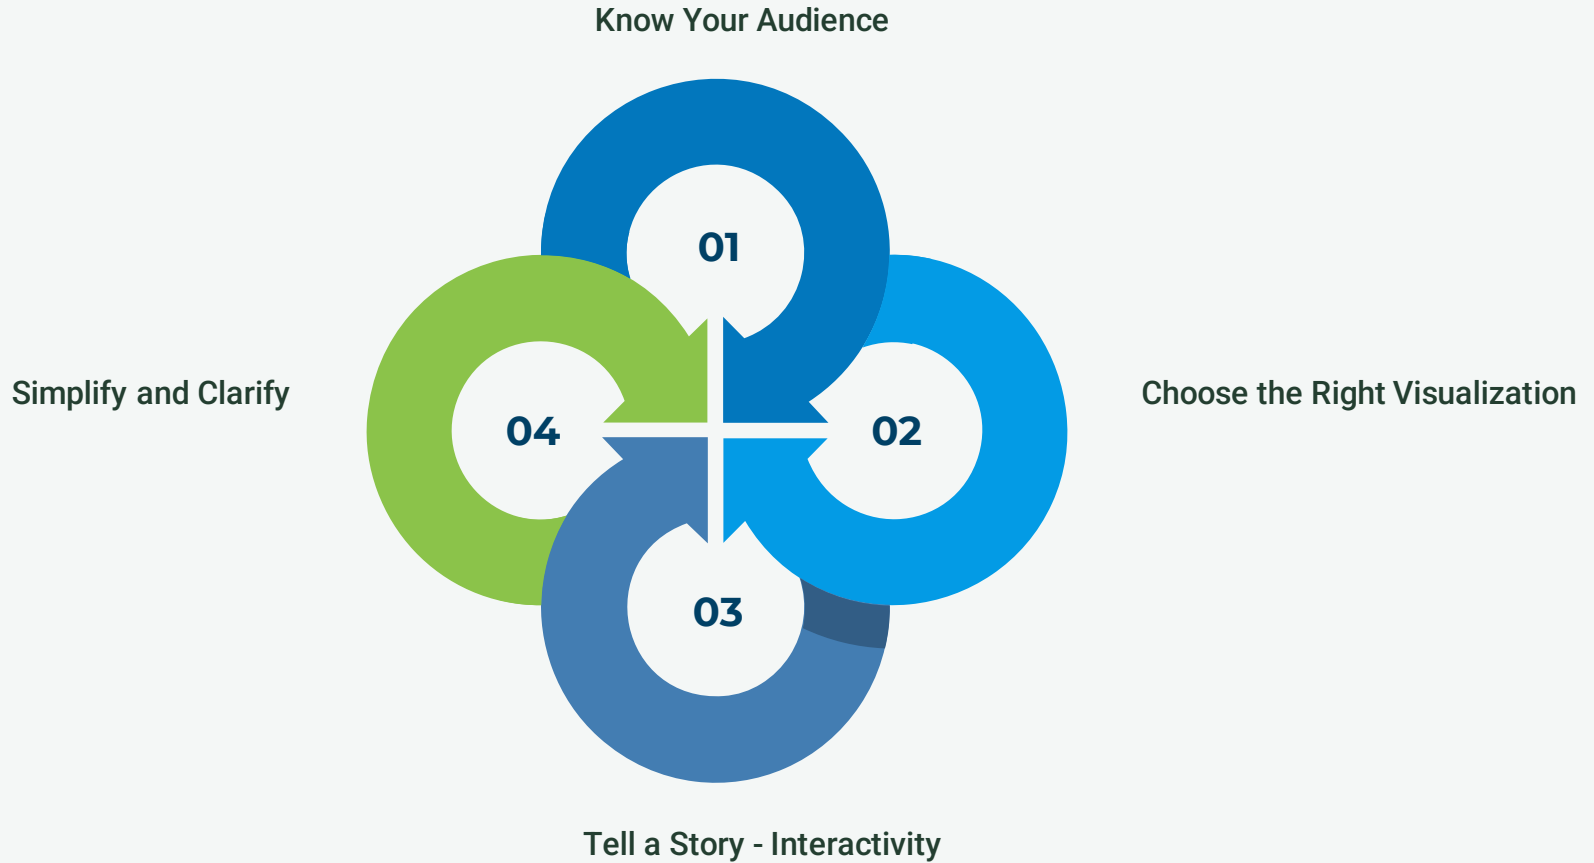 Know Your Audience
01
Simplify and Clarify
Choose the Right Visualization
04
02
03
Tell a Story - Interactivity